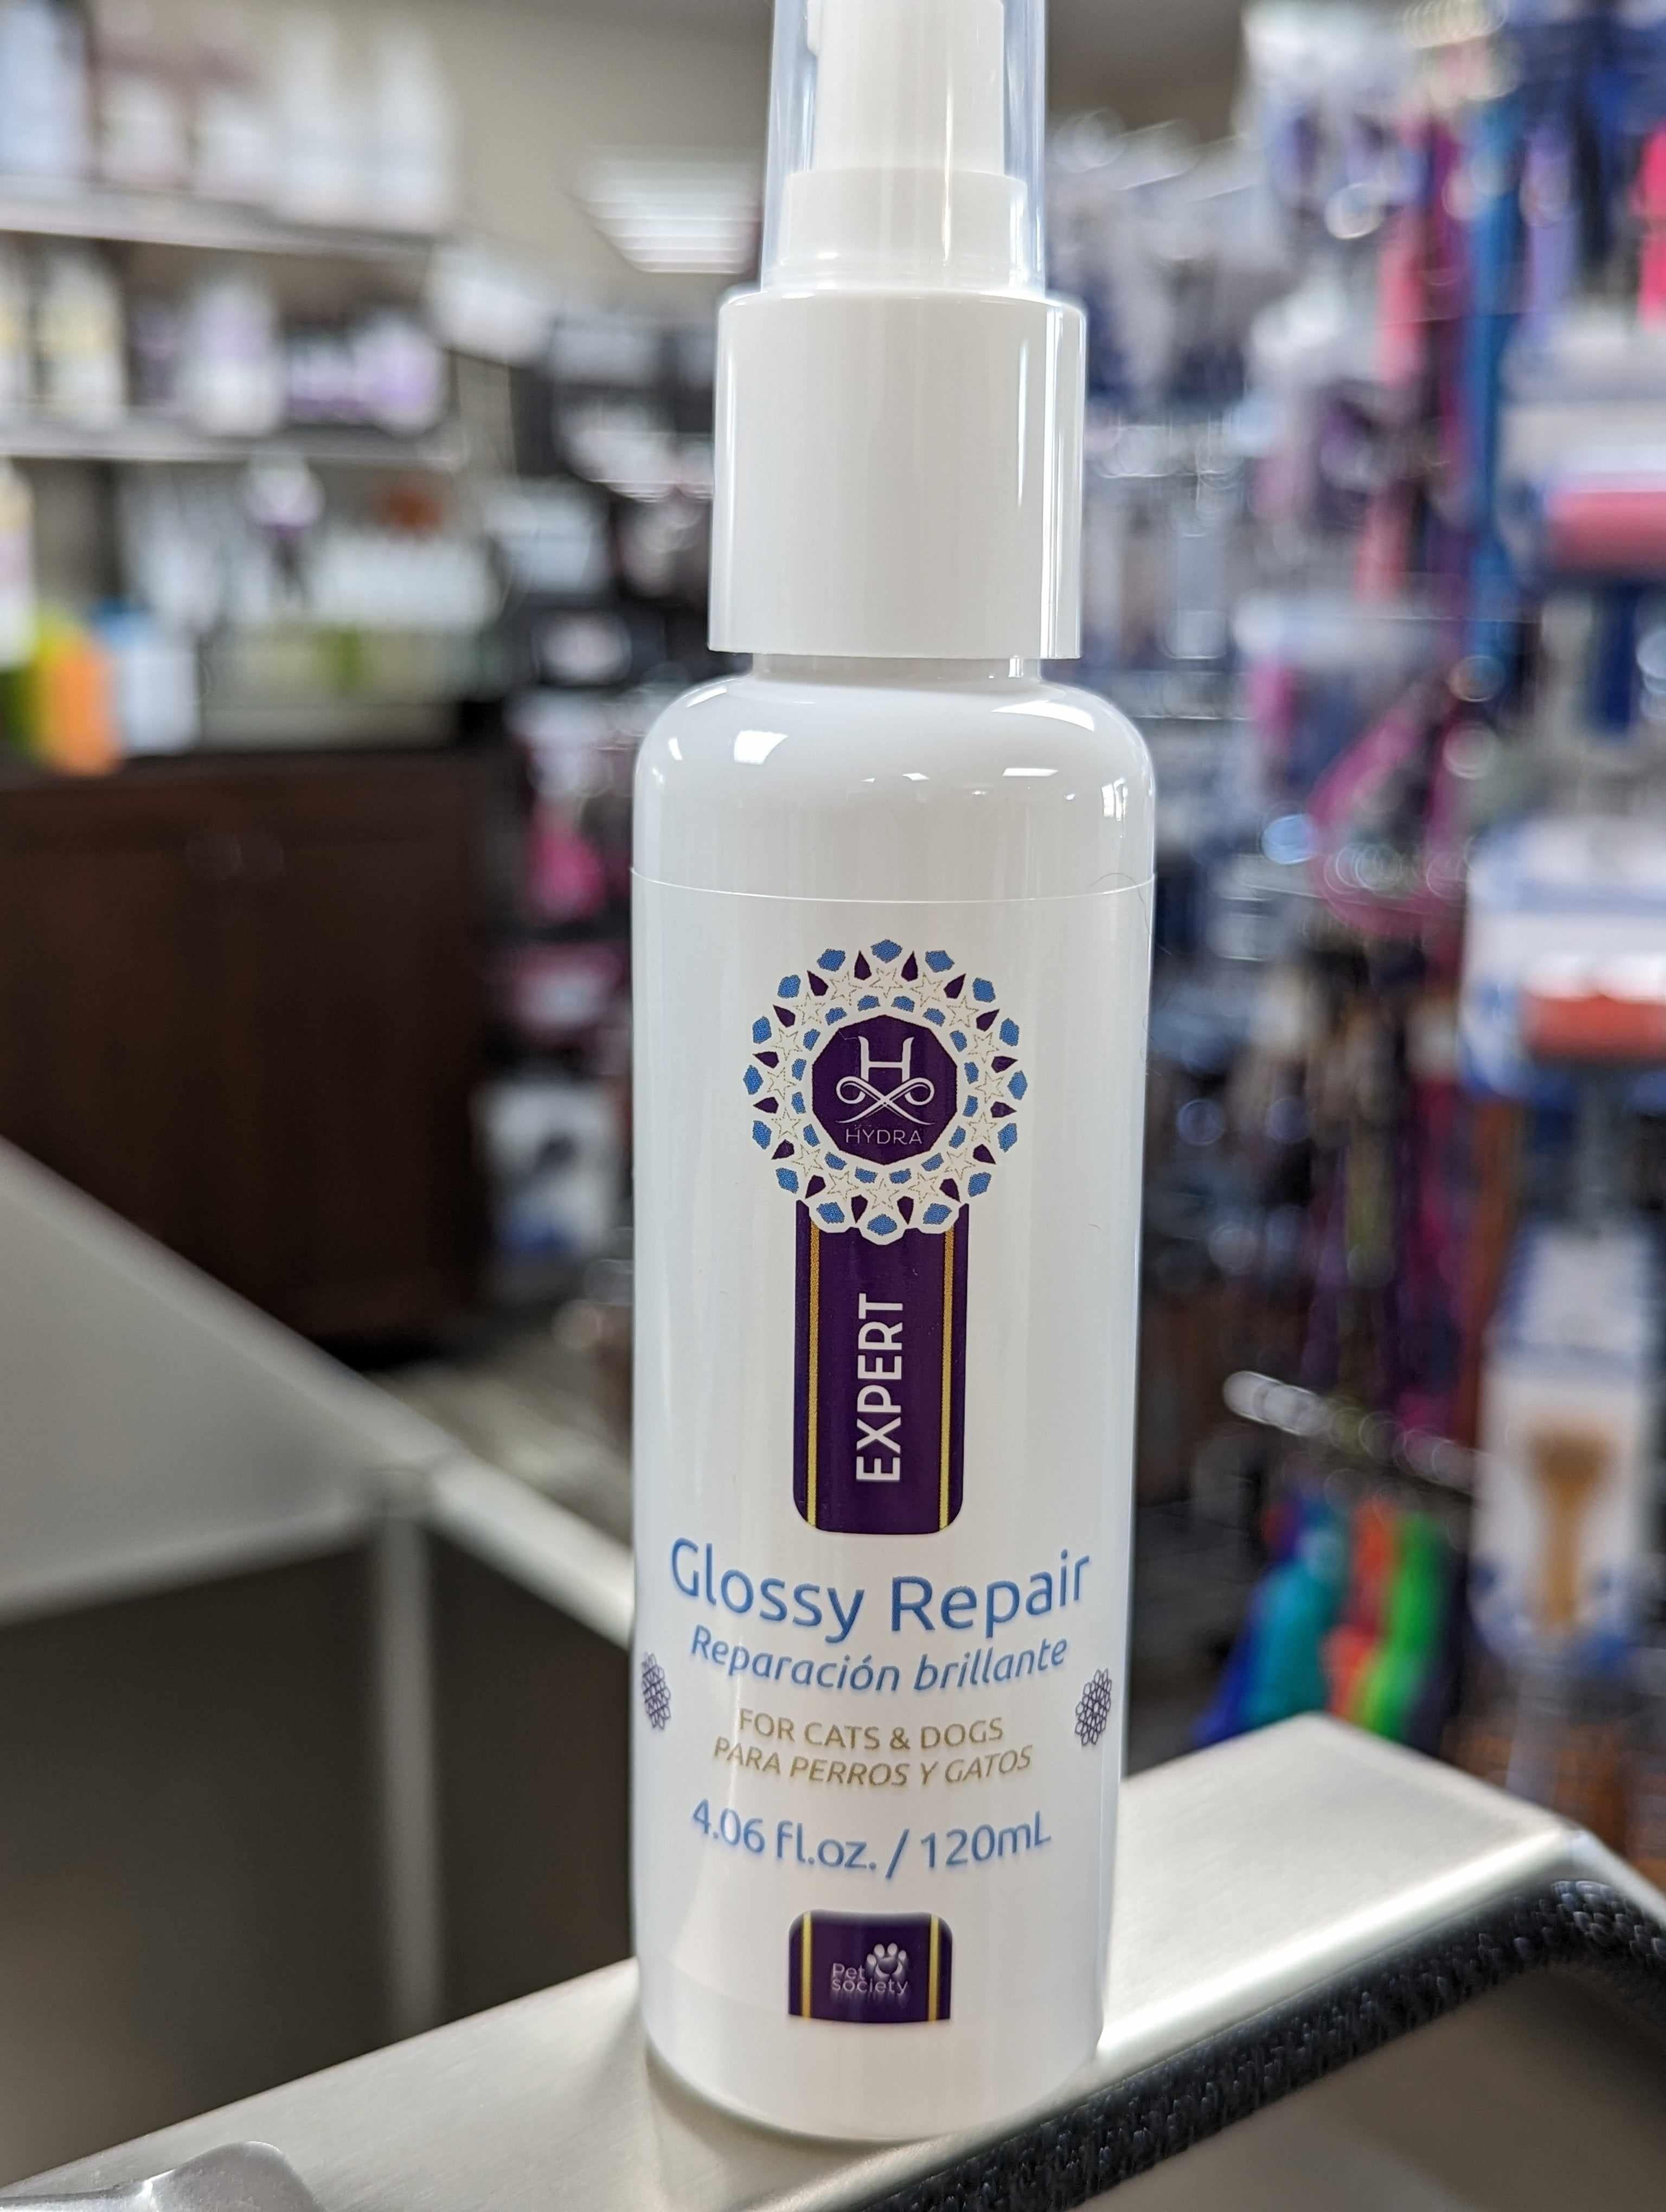 H
HYDRA
EXPERT
Glossy Repair
Reparación brillante
FOR CATS & DOGS
PARA PERROS Y GATOS
4.06 fl.oz. / 120mL
Pet
society